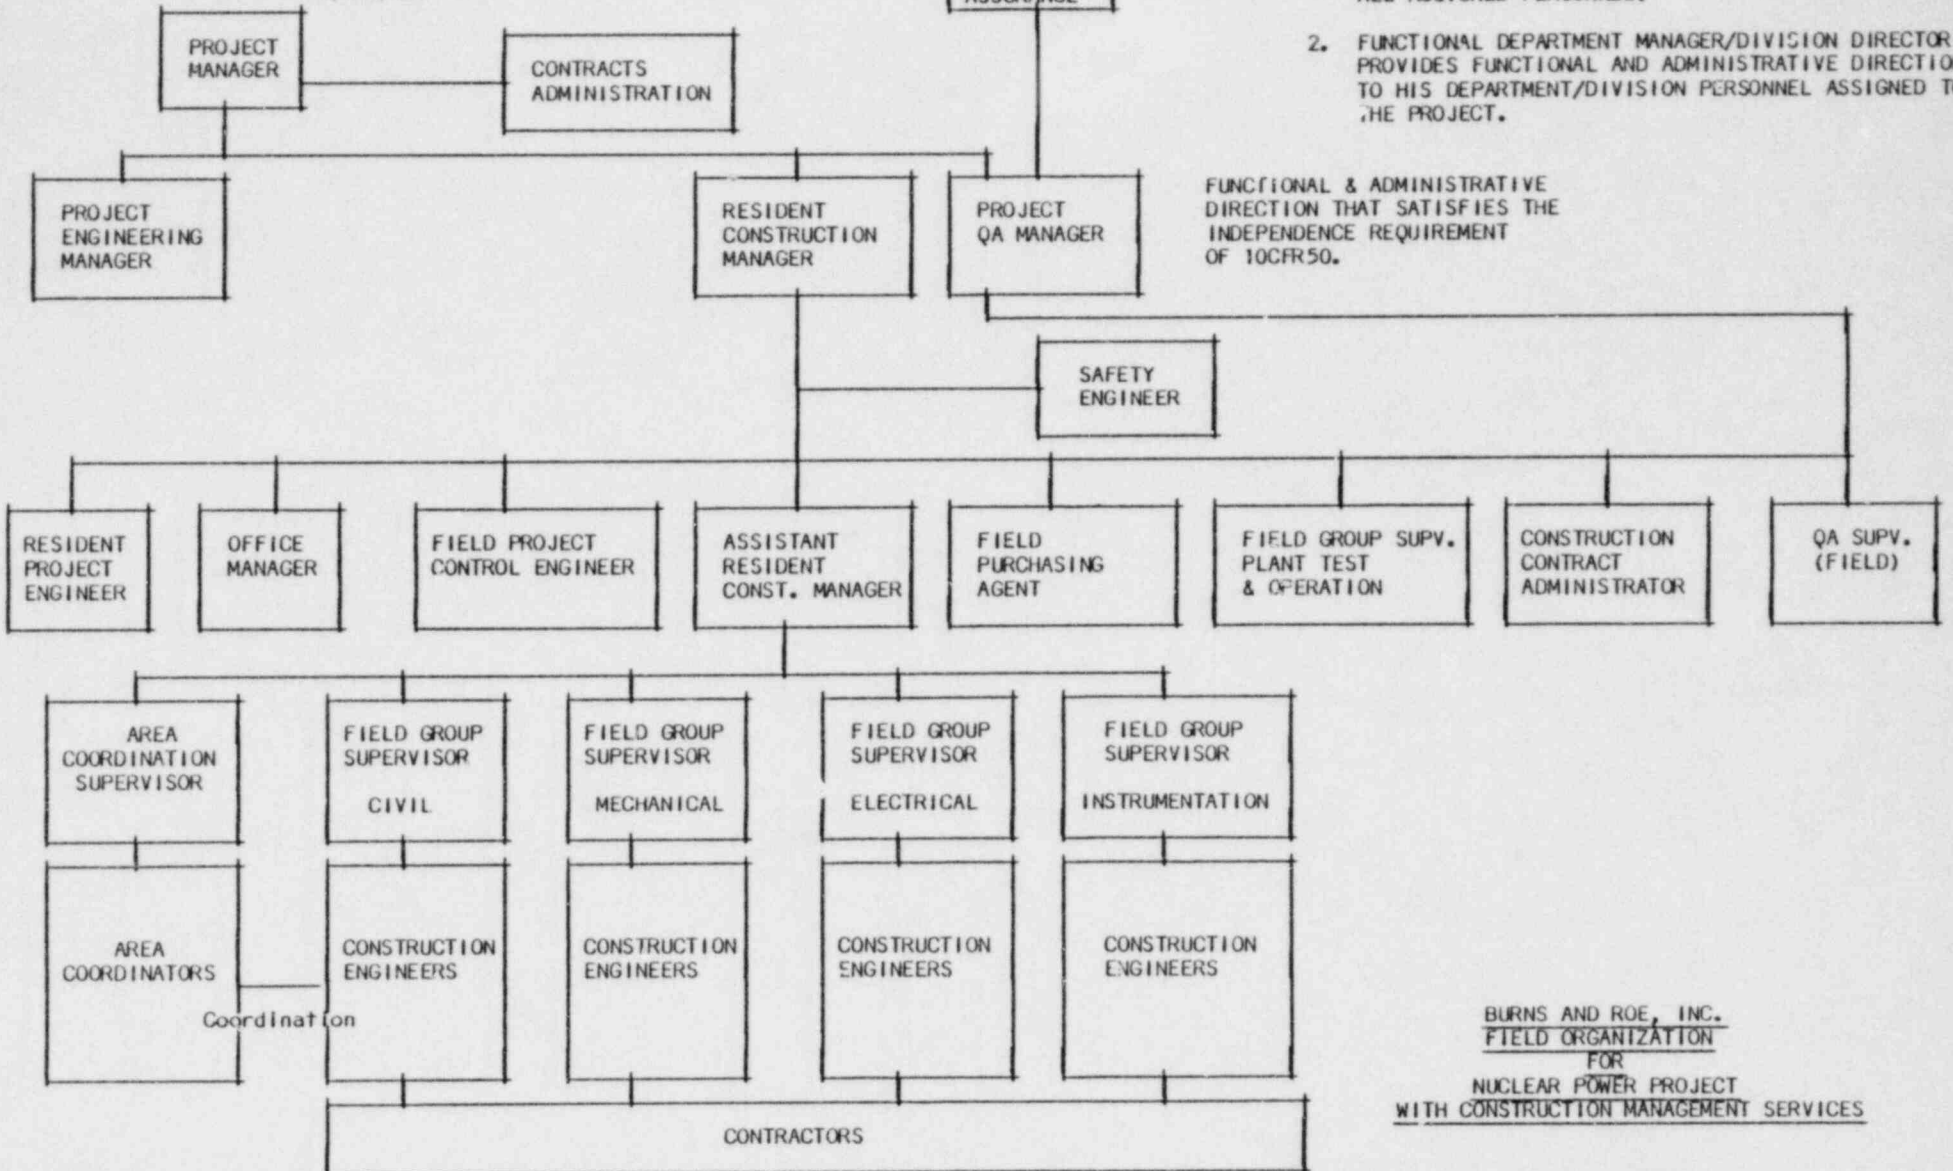 PROJECT
MANAGER
CONTRACTS
ADMINISTRATION
2. FUNCTIONAL DEPARTMENT MANAGER/DIVISION DIRECTOR
PROVIDES FUNCTIONAL AND ADMINISTRATIVE DIRECTIO
TO HIS DEPARTMENT/DIVISION PERSONNEL ASSIGNED T
THE PROJECT.
PROJECT
ENGINEERING
MANAGER
RESIDENT
CONSTRUCTION
MANAGER
PROJECT
QA MANAGER
FUNCTIONAL & ADMINISTRATIVE
DIRECTION THAT SATISFIES THE
INDEPENDENCE REQUIREMENT
OF 10CFR50.
SAFETY
ENGINEER
RESIDENT
PROJECT
ENGINEER
OFFICE
MANAGER
FIELD PROJECT
CONTROL ENGINEER
ASSISTANT
RESIDENT
CONST. MANAGER
FIELD
PURCHASING
AGENT
FIELD GROUP SUPV.
PLANT TEST
& OPERATION
CONSTRUCTION
CONTRACT
ADMINISTRATOR
QA SUPV.
(FIELD)
AREA
COORDINATION
SUPERVISOR
FIELD GROUP
SUPERVISOR
CIVIL
FIELD GROUP
SUPERVISOR
MECHANICAL
FIELD GROUP
SUPERVISOR
ELECTRICAL
FIELD GROUP
SUPERVISOR
INSTRUMENTATION
AREA
COORDINATORS
Coordination
CONSTRUCTION
ENGINEERS
CONSTRUCTION
ENGINEERS
CONSTRUCTION
ENGINEERS
CONSTRUCTION
ENGINEERS
CONTRACTORS
BURNS AND ROE, INC.
FIELD ORGANIZATION
FOR
NUCLEAR POWER PROJECT
WITH CONSTRUCTION MANAGEMENT SERVICES